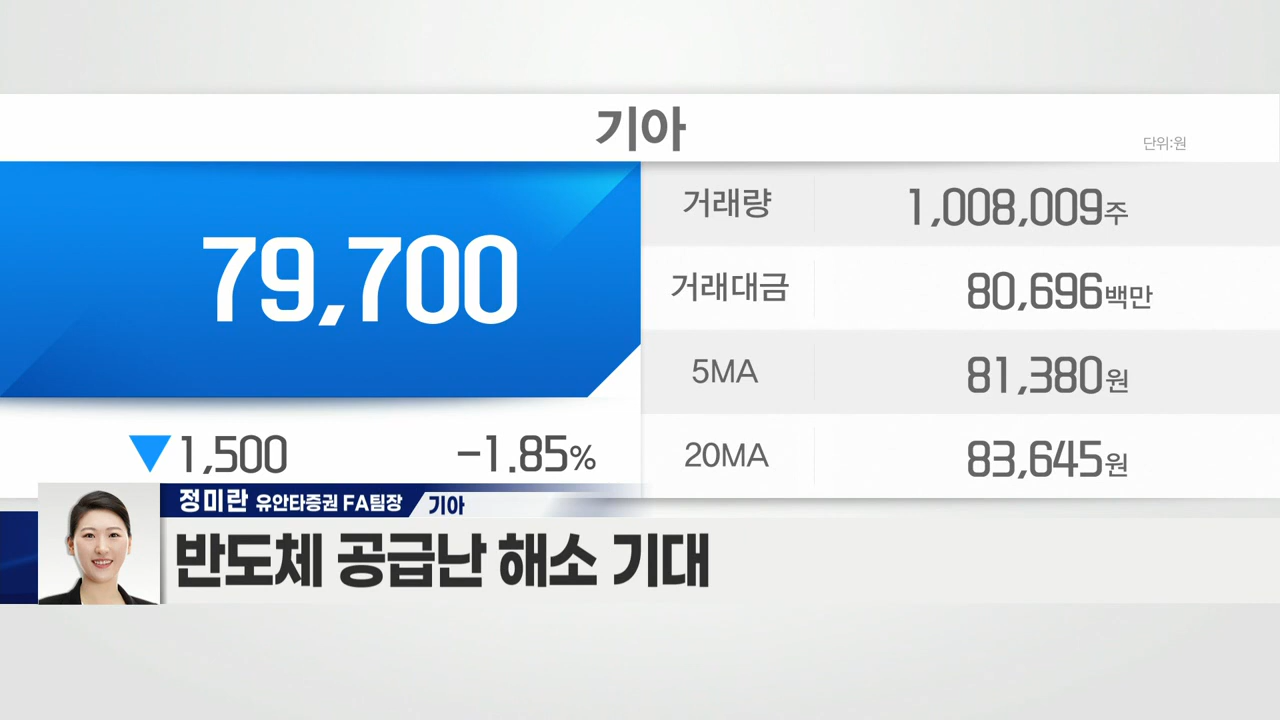 기아
단위:원
79,700
▼1,500 -1.85%
거래량 1,008,009주
거래대금 80,696백만
5MA 81,380원
20MA 83,645원
정미란 유안타증권 FA팀장 기아
반도체 공급난 해소 기대